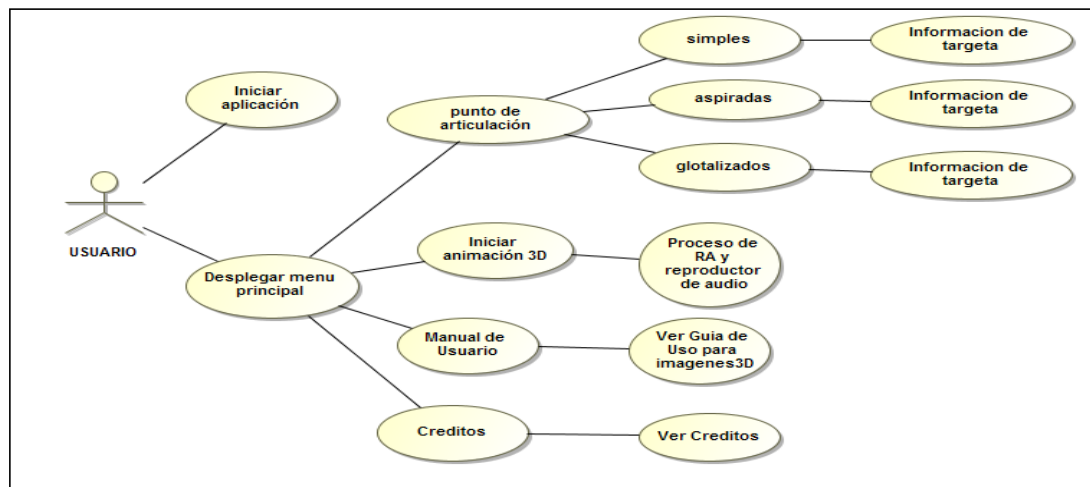 simples
Informacion de
targeta
Iniciar
aplicación
aspiradas
Informacion de
targeta
punto de
articulación
glotalizados
Informacion de
targeta
USUARIO
Iniciar
animación 3D
Proceso de
RA y
reproductor
de audio
Desplegar menu
principal
Manual de
Usuario
Ver Guia de
Uso para
imagenes3D
Creditos
Ver Creditos